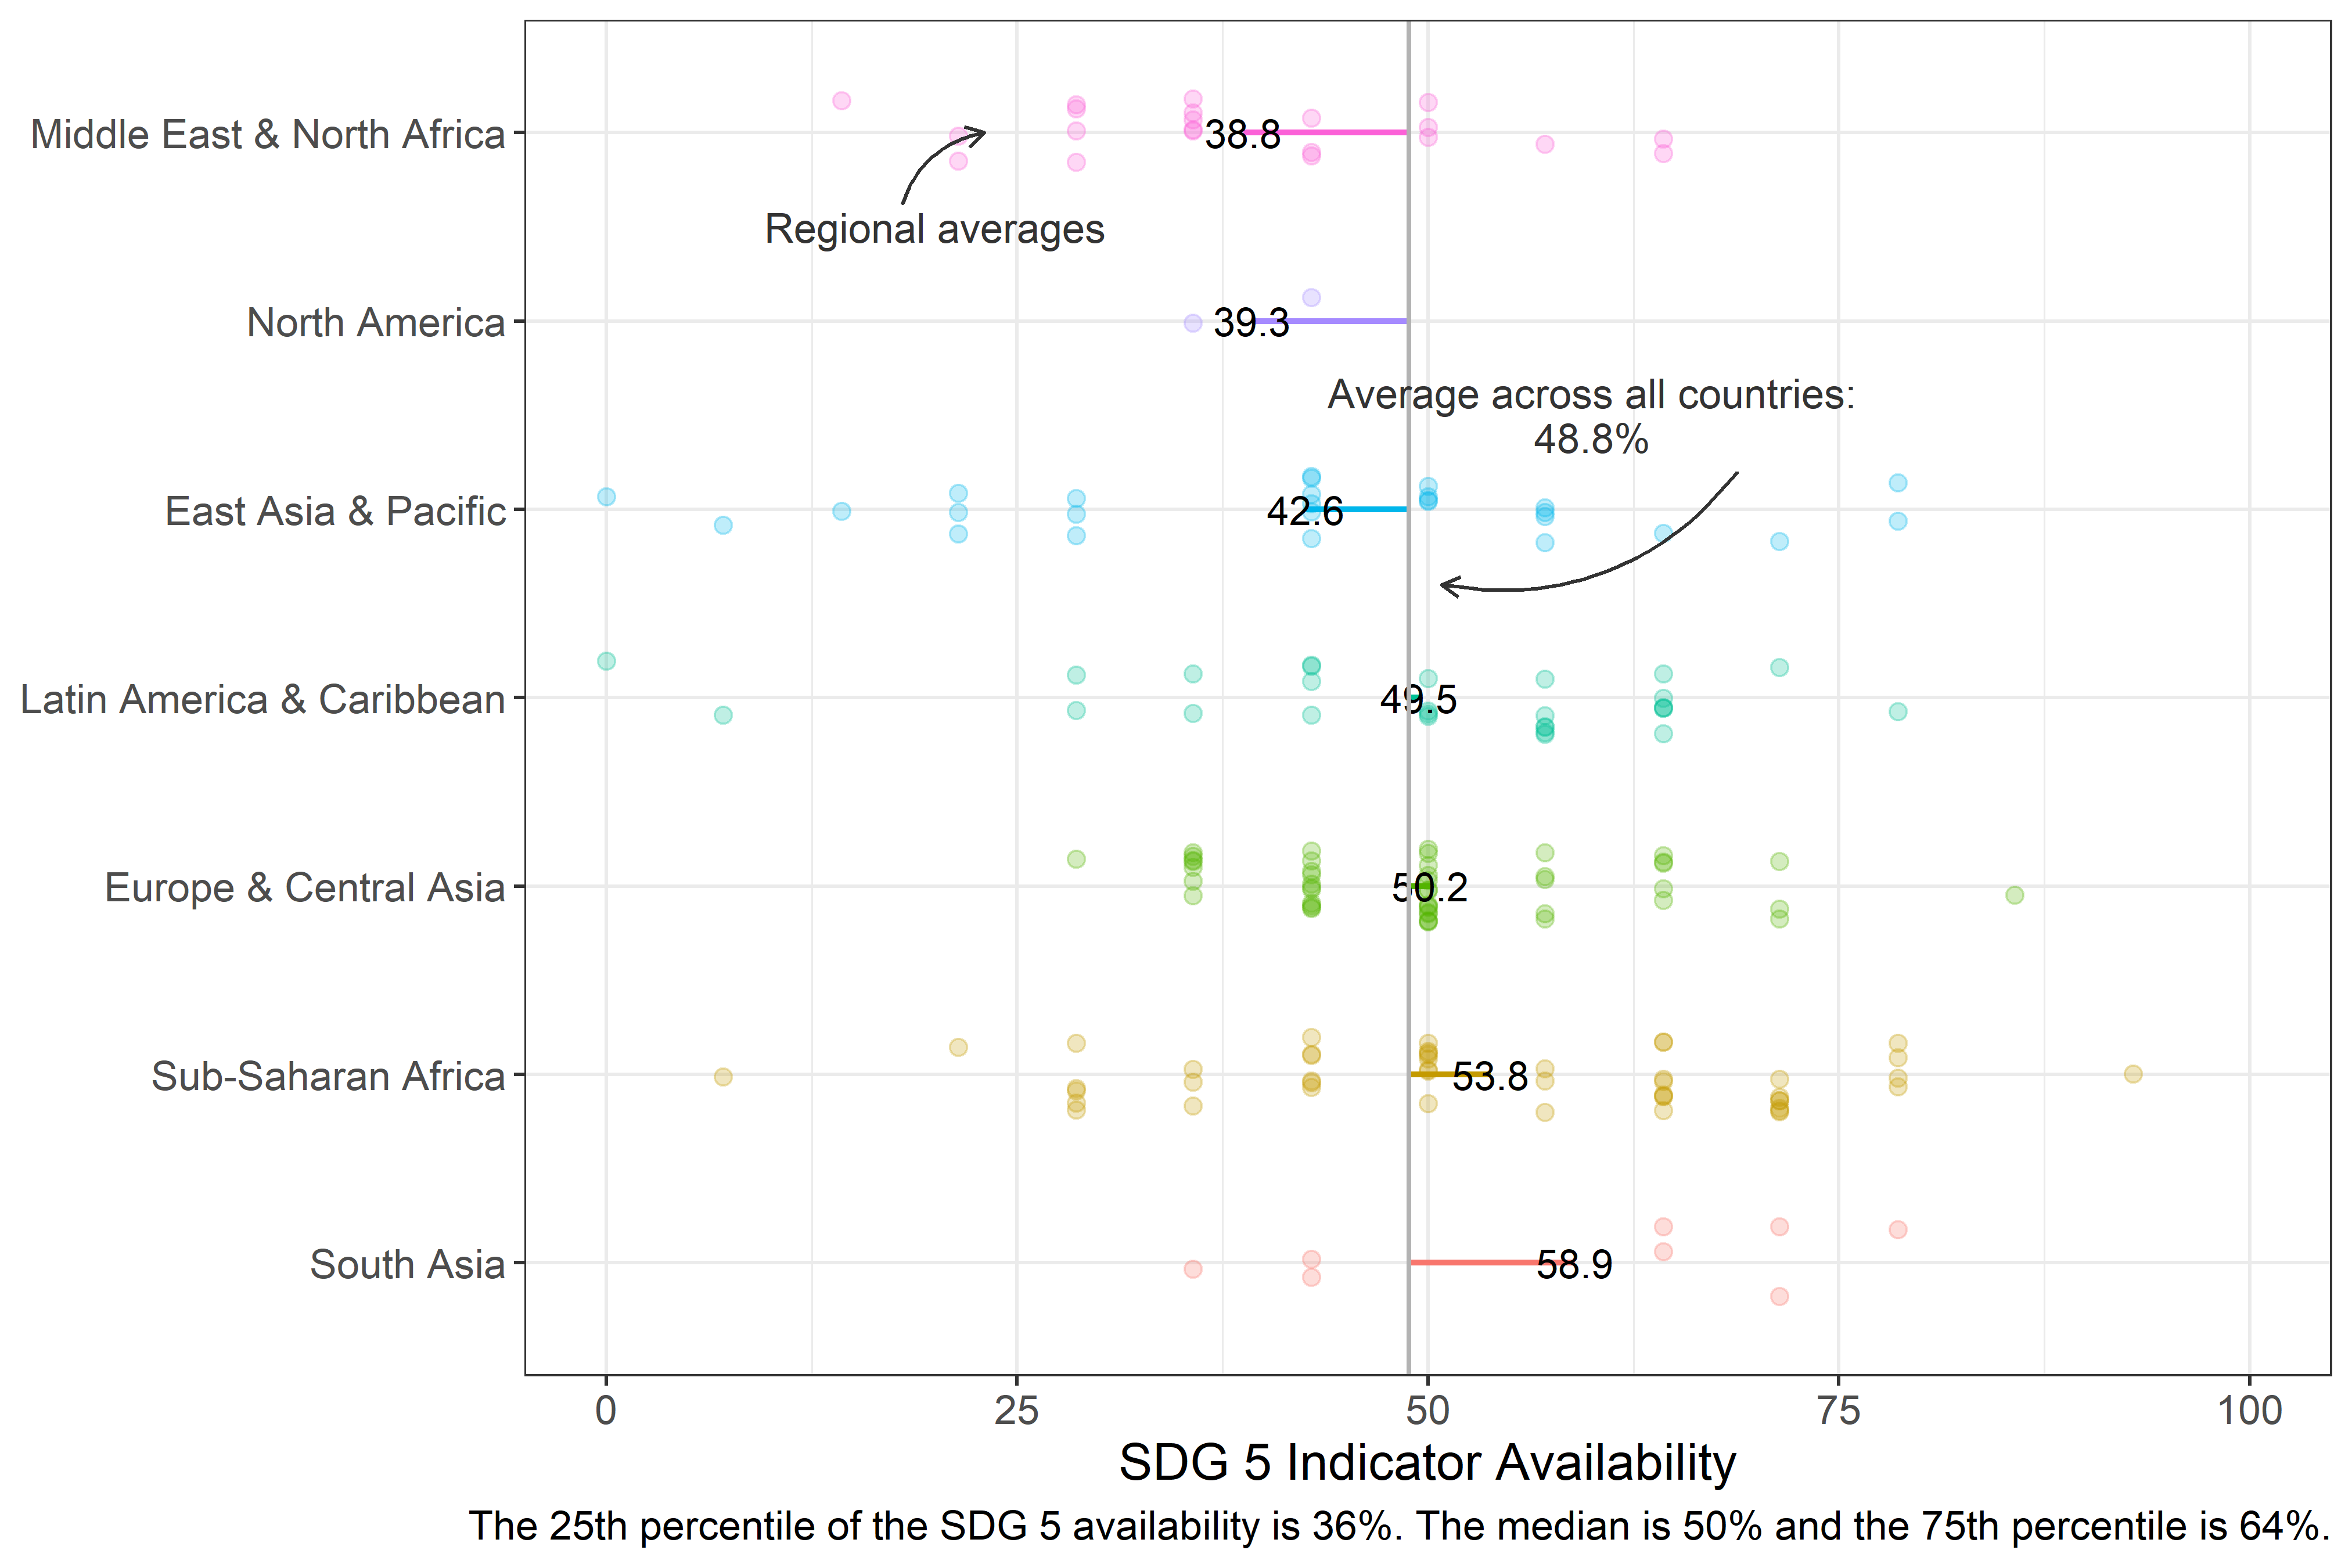 Middle East & North Africa
38.8
Regional averages
North America
39.3
Average across all countries:
48.8%
East Asia & Pacific
42.6
Latin America & Caribbean
49.5
Europe & Central Asia
50.2
Sub-Saharan Africa
53.8
South Asia
58.9
0 25 50 75 100
SDG 5 Indicator Availability
The 25th percentile of the SDG 5 availability is 36%. The median is 50% and the 75th percentile is 64%.